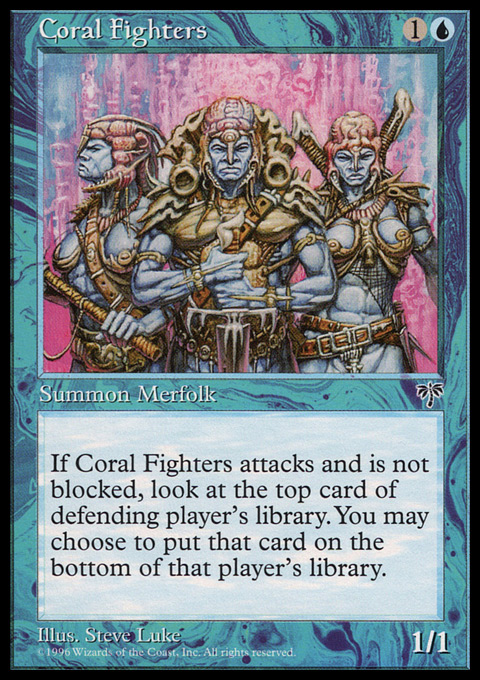 Coral Fighters 1
Summon Merfolk
If Coral Fighters attacks and is not
blocked, look at the top card of
defending player's library. You may
choose to put that card on the
bottom of that player's library.
Illus. Steve Luke
©1996 Wizards of the Coast, Inc. All rights reserved.
1/1